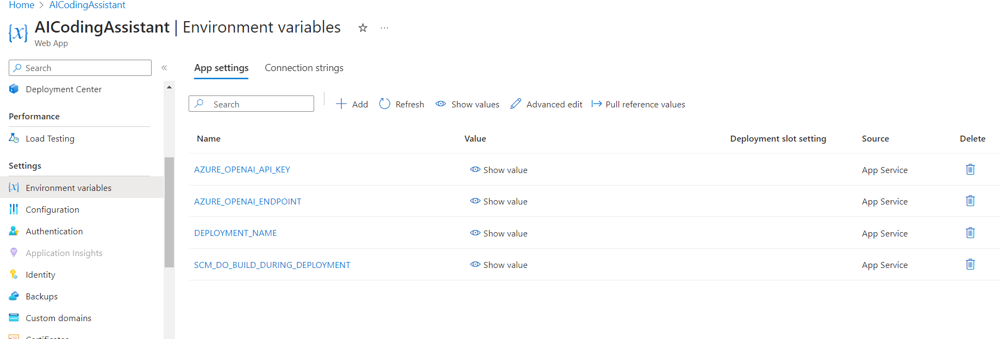 Home > AICodingAssistant
AICodingAssistant | Environment variables
Web App
Search
Deployment Center
Performance
Load Testing
Settings
Environment variables
Configuration
Authentication
Application Insights
Identity
Backups
Custom domains
Certificates
App settings Connection strings
Search Add Refresh Show values Advanced edit Pull reference values
Name Value Deployment slot setting Source Delete
AZURE_OPENAI_API_KEY Show value App Service
AZURE_OPENAI_ENDPOINT Show value App Service
DEPLOYMENT_NAME Show value App Service
SCM_DO_BUILD_DURING_DEPLOYMENT Show value App Service